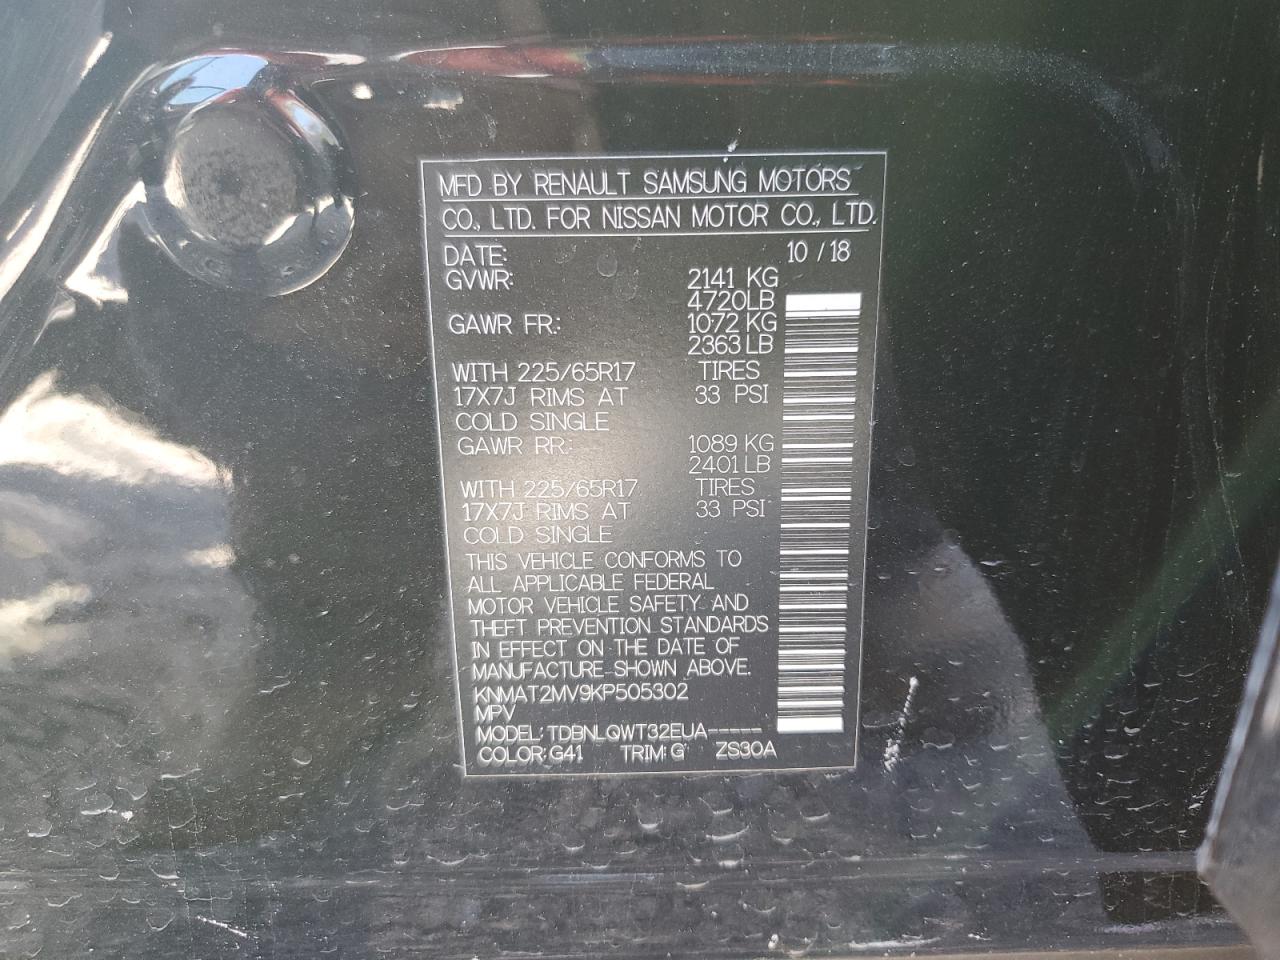 MFD BY RENAULT SAMSUNG MOTORS
CO., LTD. FOR NISSAN MOTOR CO., LTD.
DATE: 10 / 18
GVWR: 2141 KG
4720LB
GAWR FR: 1072 KG
2363 LB
WITH 225/65R17 TIRES
17X7J RIMS AT 33 PSI
COLD SINGLE
GAWR RR: 1089 KG
2401 LB
WITH 225/65R17 TIRES
17X7J RIMS AT 33 PSI
COLD SINGLE
THIS VEHICLE CONFORMS TO
ALL APPLICABLE FEDERAL
MOTOR VEHICLE SAFETY AND
THEFT PREVENTION STANDARDS
IN EFFECT ON THE DATE OF
MANUFACTURE SHOWN ABOVE.
KNMAT2MV9KP505302
MPV
MODEL: TDBNLQWT32EUA-----
COLOR: G41 TRIM: G ZS30A